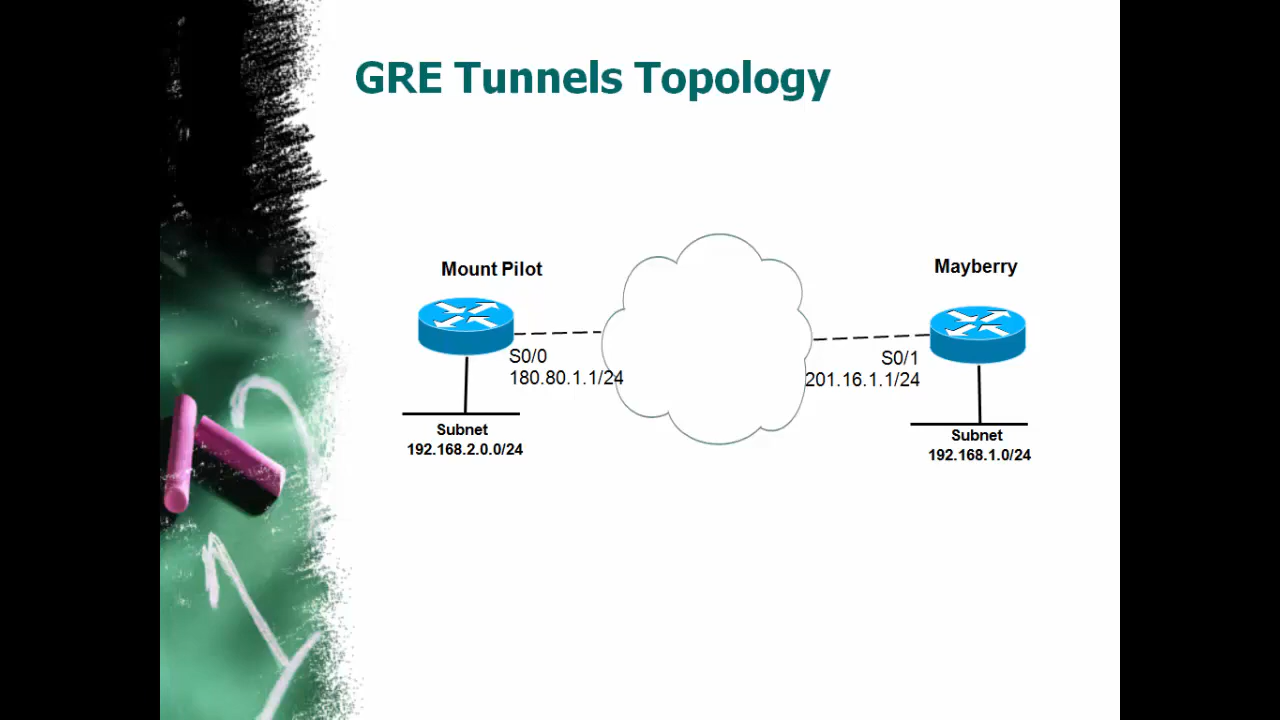 GRE Tunnels Topology
Mount Pilot
Mayberry
S0/0
180.80.1.1/24
S0/1
201.16.1.1/24
Subnet
192.168.2.0.0/24
Subnet
192.168.1.0/24